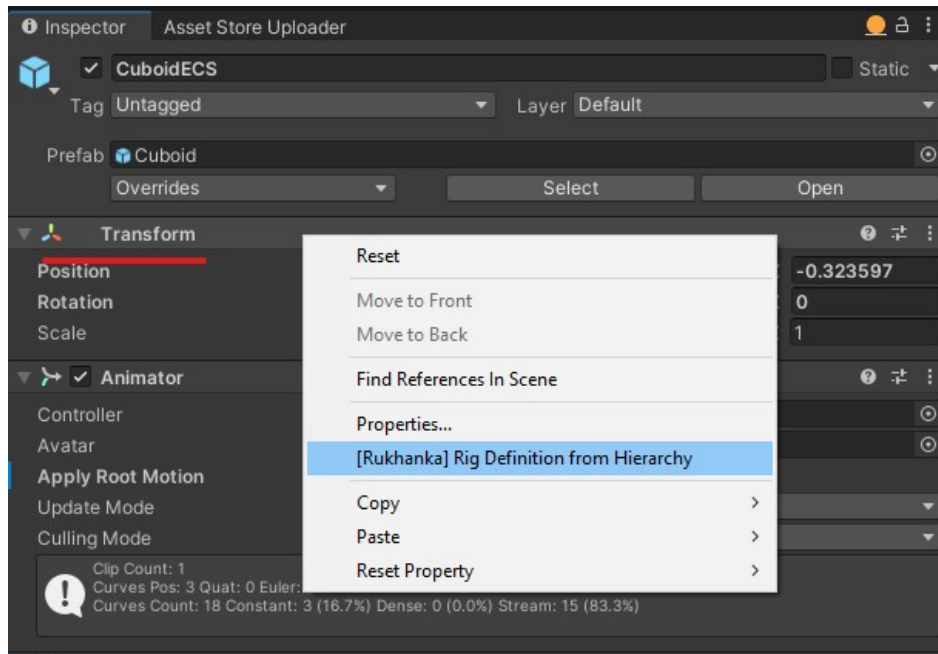 Inspector Asset Store Uploader
CuboidECS Static
Tag Untagged Layer Default
Prefab Cuboid
Overrides Select Open
Transform
Position -0.323597
Rotation 0
Scale 1
Reset
Move to Front
Move to Back
Find References In Scene
Properties...
[Rukhanka] Rig Definition from Hierarchy
Copy
Paste
Reset Property
Animator
Controller
Avatar
Apply Root Motion
Update Mode
Culling Mode
Clip Count: 1
Curves Pos: 3 Quat: 0 Euler:
Curves Count: 18 Constant: 3 (16.7%) Dense: 0 (0.0%) Stream: 15 (83.3%)